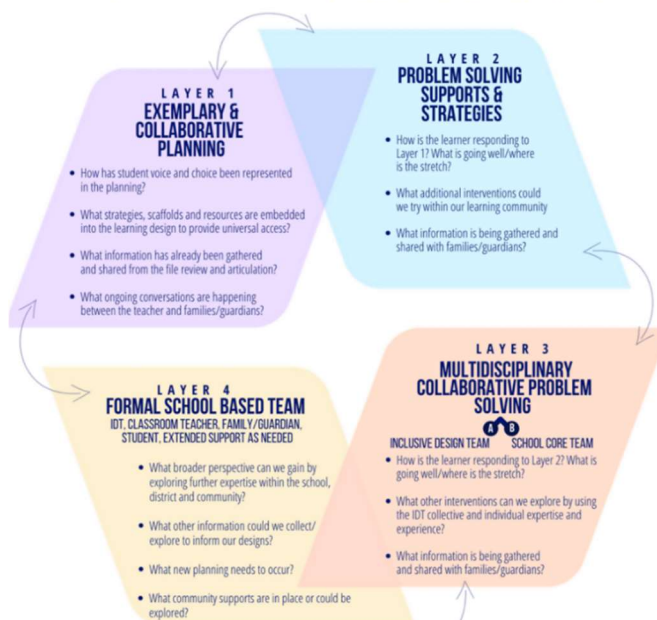 LAYER 1
EXEMPLARY &
COLLABORATIVE
PLANNING
• How has student voice and choice been represented
in the planning?
• What strategies, scaffolds and resources are embedded
into the learning design to provide universal access?
• What information has already been gathered
and shared from the file review and articulation?
• What ongoing conversations are happening
between the teacher and families/guardians?
LAYER 2
PROBLEM SOLVING
SUPPORTS &
STRATEGIES
• How is the learner responding to
Layer 1? What is going well/where
is the stretch?
• What additional interventions could
we try within our learning community
• What information is being gathered and
shared with families/guardians?
LAYER 3
MULTIDISCIPLINARY
COLLABORATIVE PROBLEM
SOLVING
A B
INCLUSIVE DESIGN TEAM SCHOOL CORE TEAM
• How is the learner responding to Layer 2? What is
going well/where is the stretch?
• What other interventions can we explore by using
the IDT collective and individual expertise and
experience?
• What information is being gathered
and shared with families/guardians?
LAYER 4
FORMAL SCHOOL BASED TEAM
IDT, CLASSROOM TEACHER, FAMILY/GUARDIAN,
STUDENT, EXTENDED SUPPORT AS NEEDED
• What broader perspective can we gain by
exploring further expertise within the school,
district and community?
• What other information could we collect/
explore to inform our designs?
• What new planning needs to occur?
• What community supports are in place or could be
explored?